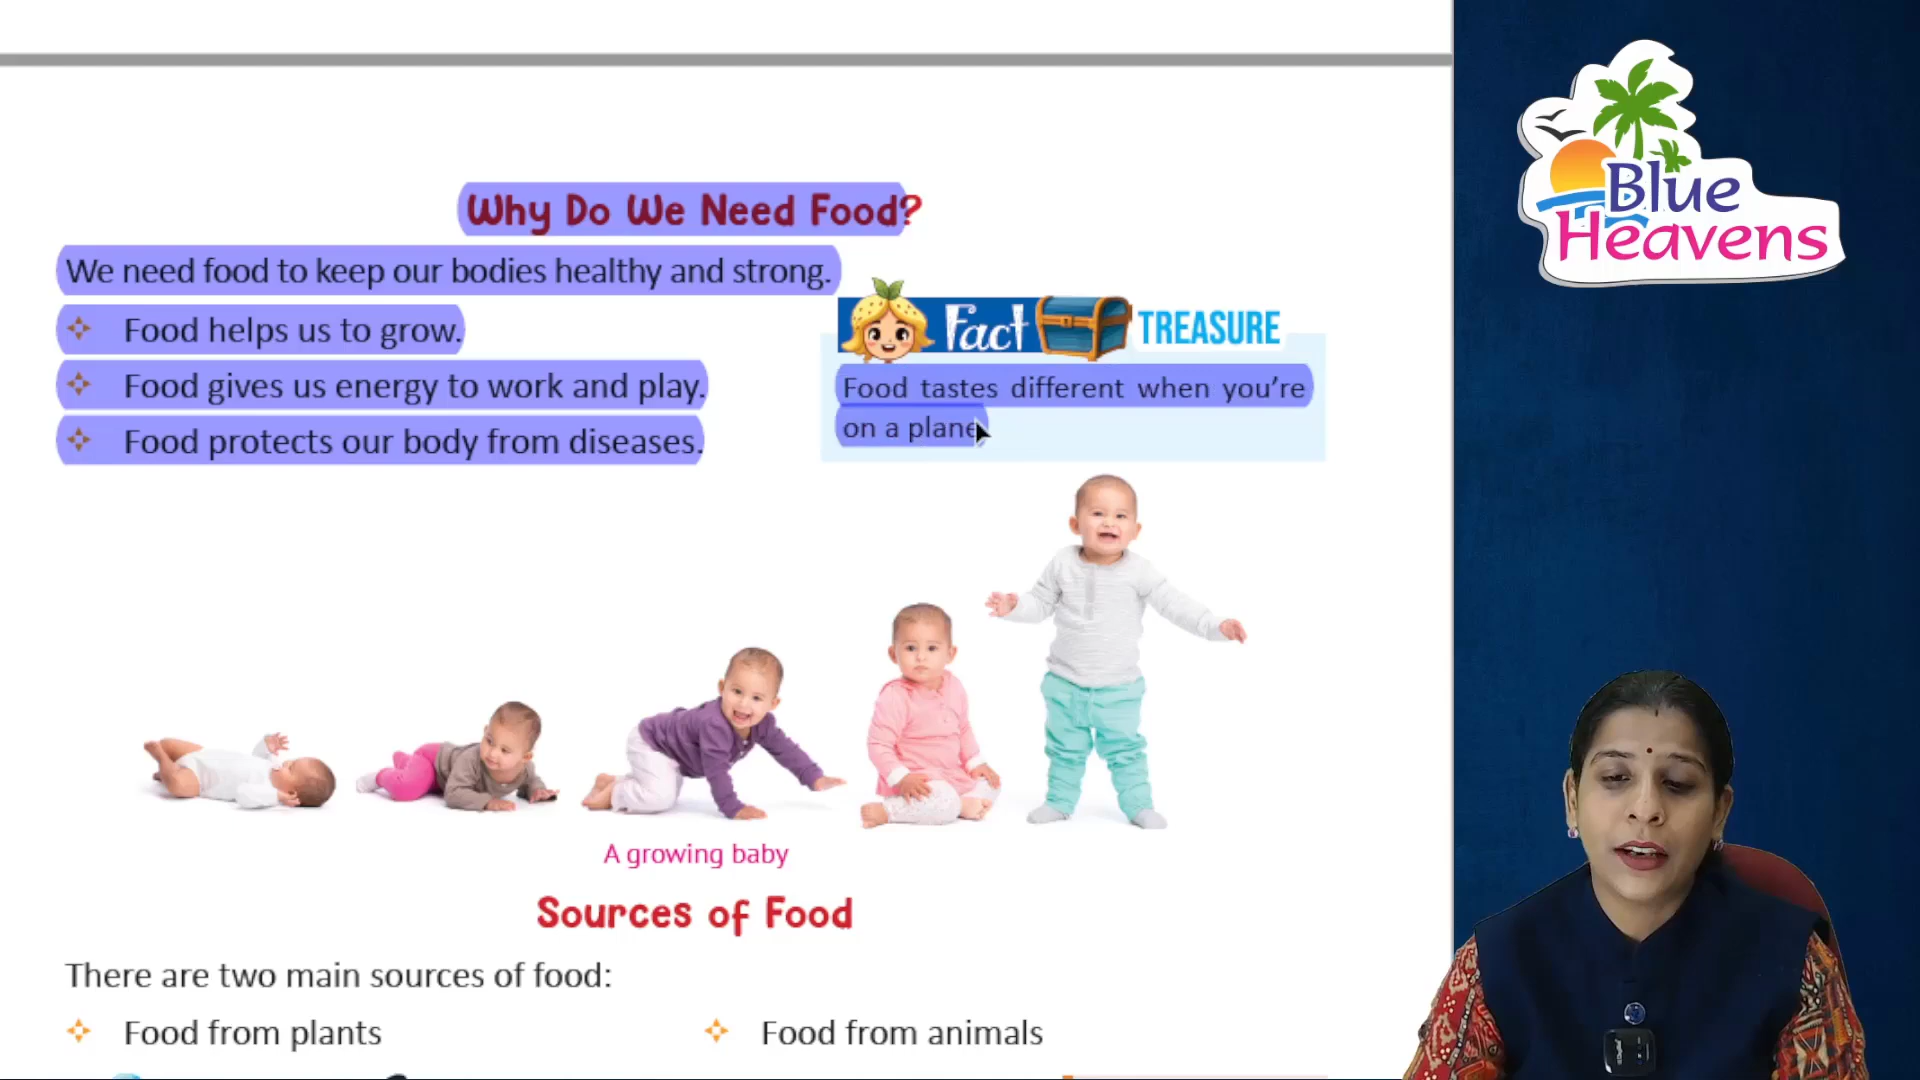 Why Do We Need Food?
We need food to keep our bodies healthy and strong.
Food helps us to grow.
Food gives us energy to work and play.
Food protects our body from diseases.
Fact TREASURE
Food tastes different when you’re
on a plane
A growing baby
Sources of Food
There are two main sources of food:
Food from plants
Food from animals
Blue
Heavens